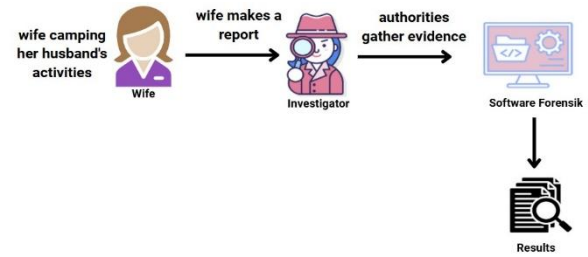 wife camping
her husband's
activities
Wife
wife makes a
report
Investigator
authorities
gather evidence
Software Forensik
Results